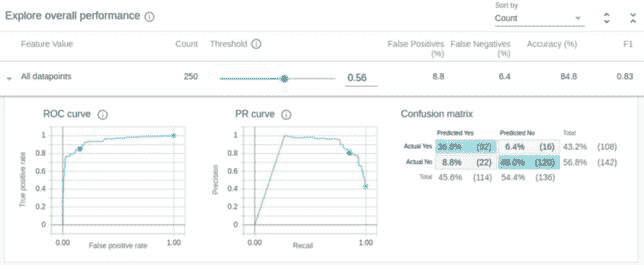 Explore overall performance
Sort by
Count
Feature Value Count Threshold False Positives (%) False Negatives (%) Accuracy (%) F1
All datapoints 250 0.56 8.8 6.4 84.8 0.83
ROC curve
1
0.8
0.6
0.4
0.2
0
True positive rate
0.00 1.00
False positive rate
PR curve
1
0.8
0.6
0.4
0.2
0
Precision
0.00 1.00
Recall
Confusion matrix
Predicted Yes Predicted No Total
Actual Yes 36.8% (92) 6.4% (16) 43.2% (108)
Actual No 8.8% (22) 48.0% (120) 56.8% (142)
Total 45.6% (114) 54.4% (136)